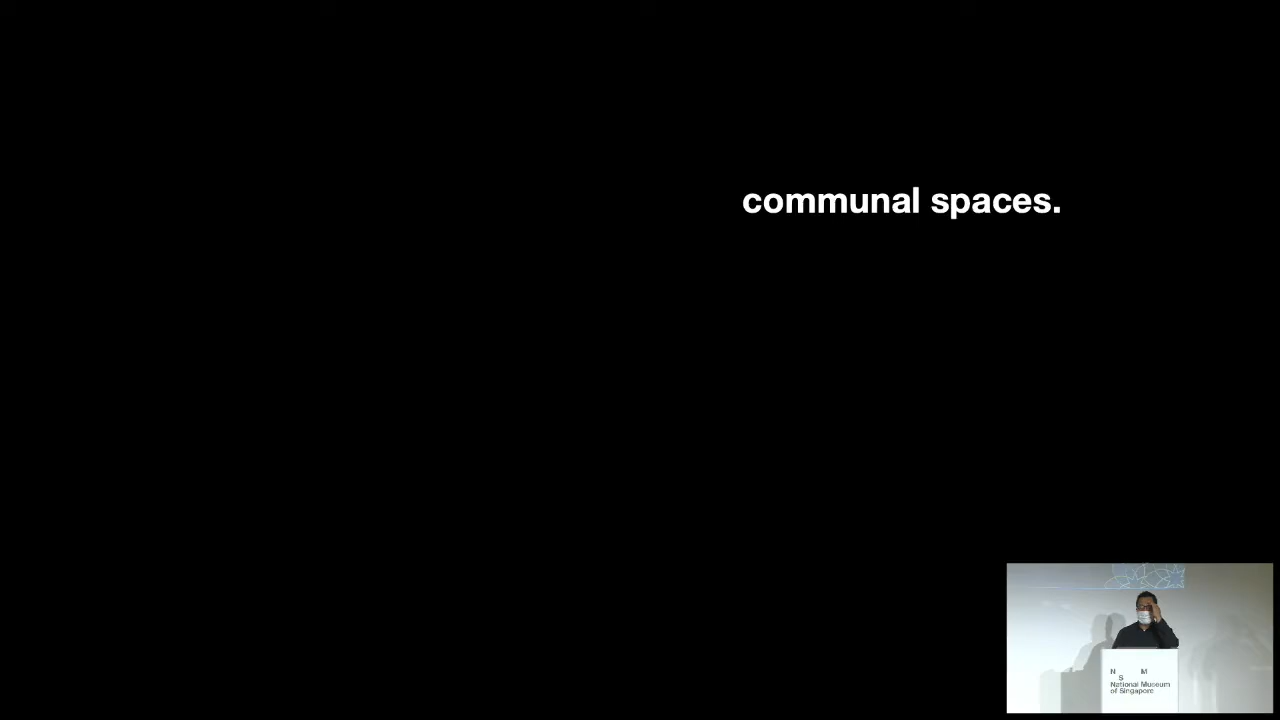 communal spaces.
N M
S
National Museum
of Singapore